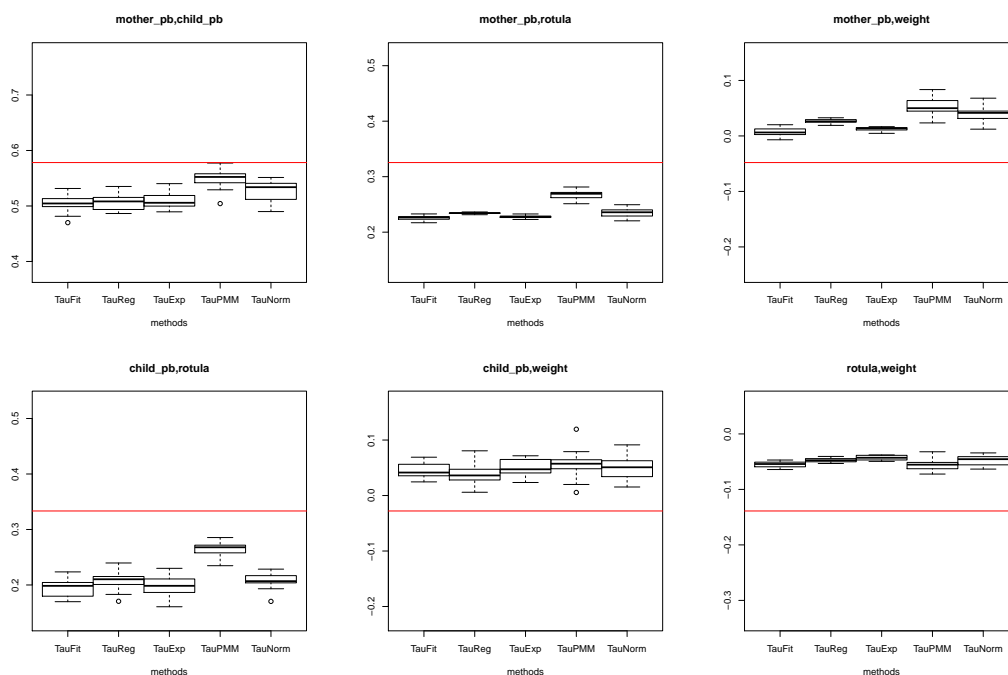 mother_pb,child_pb
0.7
0.6
0.5
0.4
TauFit TauReg TauExp TauPMM TauNorm
methods
mother_pb,rotula
0.5
0.4
0.3
0.2
TauFit TauReg TauExp TauPMM TauNorm
methods
mother_pb,weight
0.1
0.0
−0.1
−0.2
TauFit TauReg TauExp TauPMM TauNorm
methods
child_pb,rotula
0.5
0.4
0.3
0.2
TauFit TauReg TauExp TauPMM TauNorm
methods
child_pb,weight
0.1
0.0
−0.1
−0.2
TauFit TauReg TauExp TauPMM TauNorm
methods
rotula,weight
0.0
−0.1
−0.2
−0.3
TauFit TauReg TauExp TauPMM TauNorm
methods